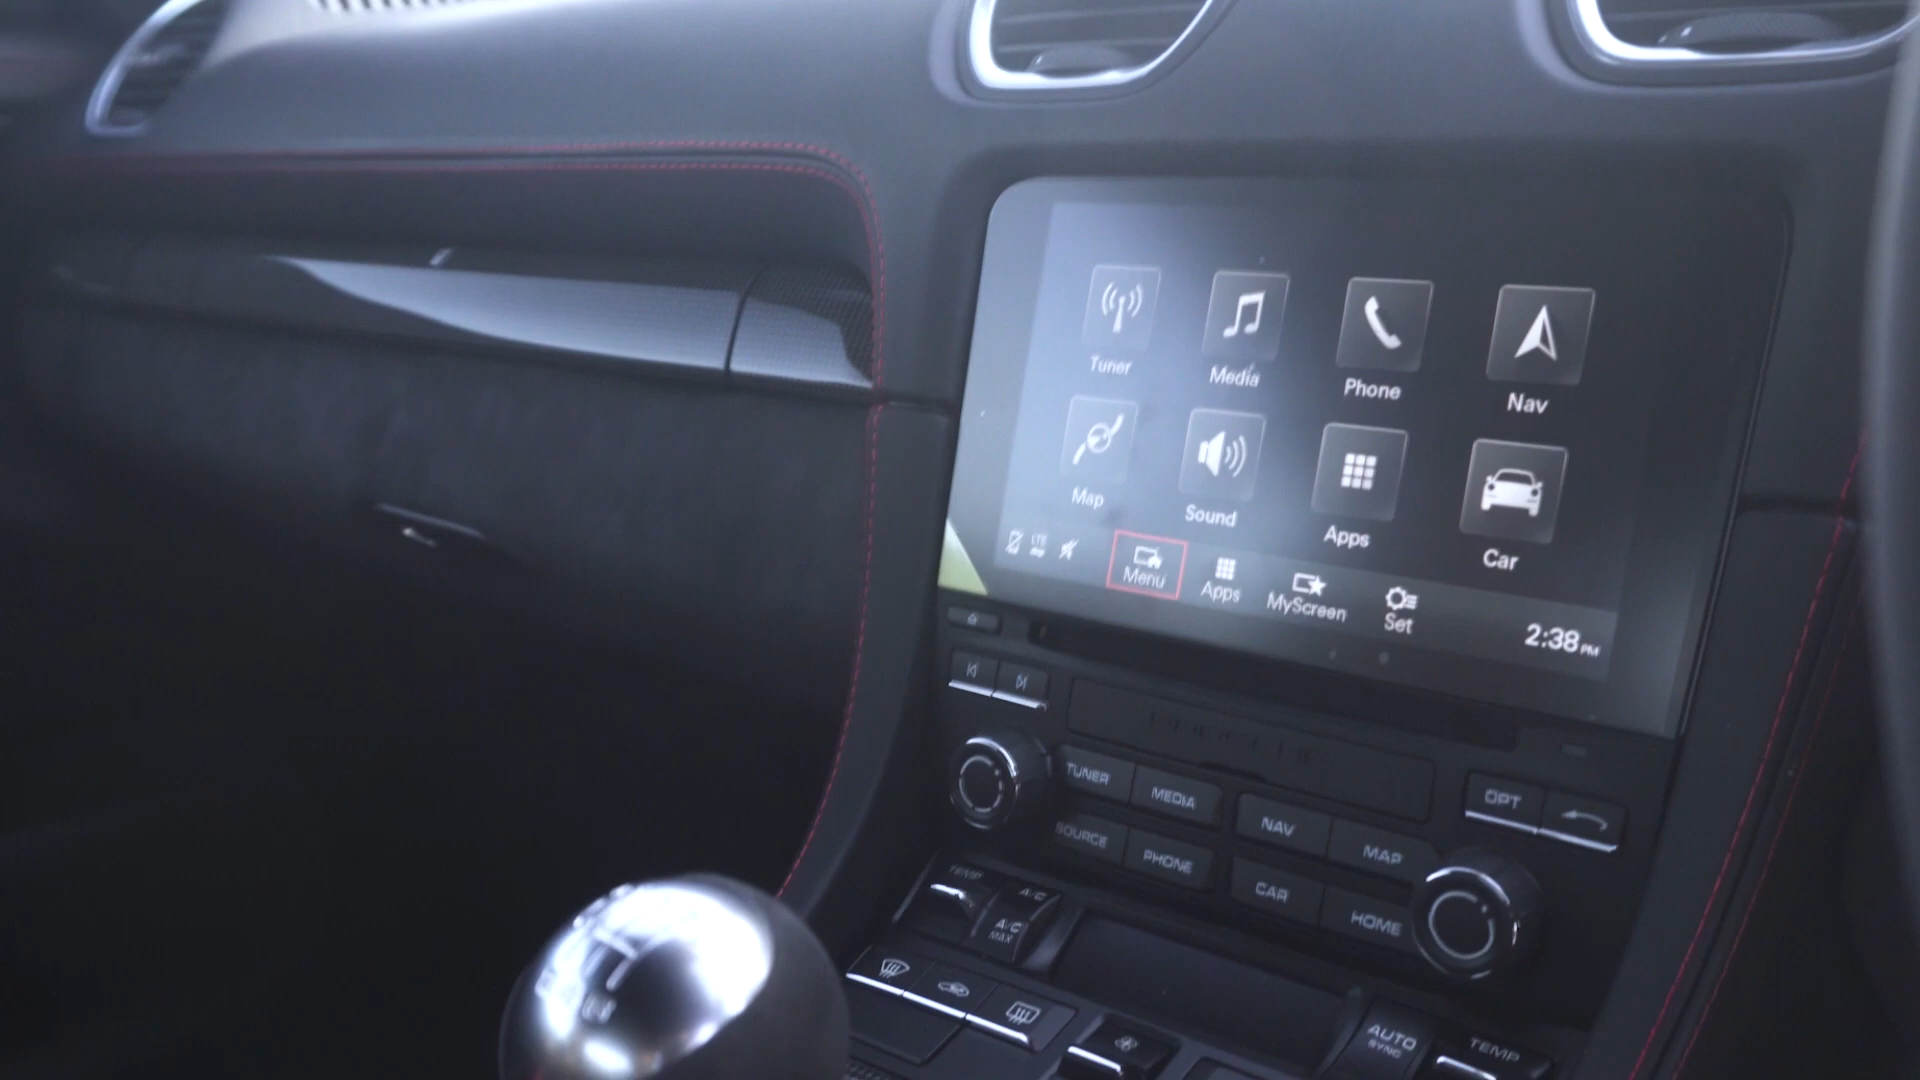 Tuner Media Phone Nav
Map Sound Apps Car
LTE Menu Apps MyScreen Set 2:38 PM
TUNER MEDIA NAV MAP OPT
SOURCE PHONE CAR HOME
TEMP A/C
A/C MAX
AUTO SYNC TEMP